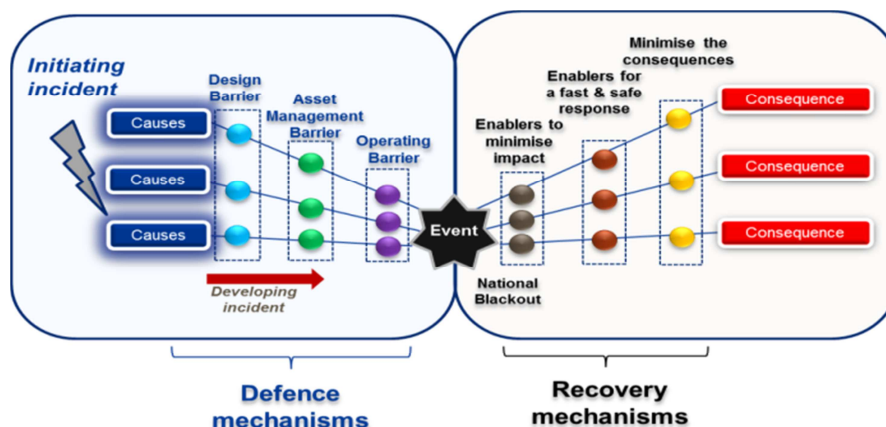 Initiating
incident
Causes
Causes
Causes
Design
Barrier
Asset
Management
Barrier
Operating
Barrier
Developing
incident
Event
Enablers to
minimise
impact
Enablers for
a fast & safe
response
Minimise the
consequences
National
Blackout
Consequence
Consequence
Consequence
Defence
mechanisms
Recovery
mechanisms